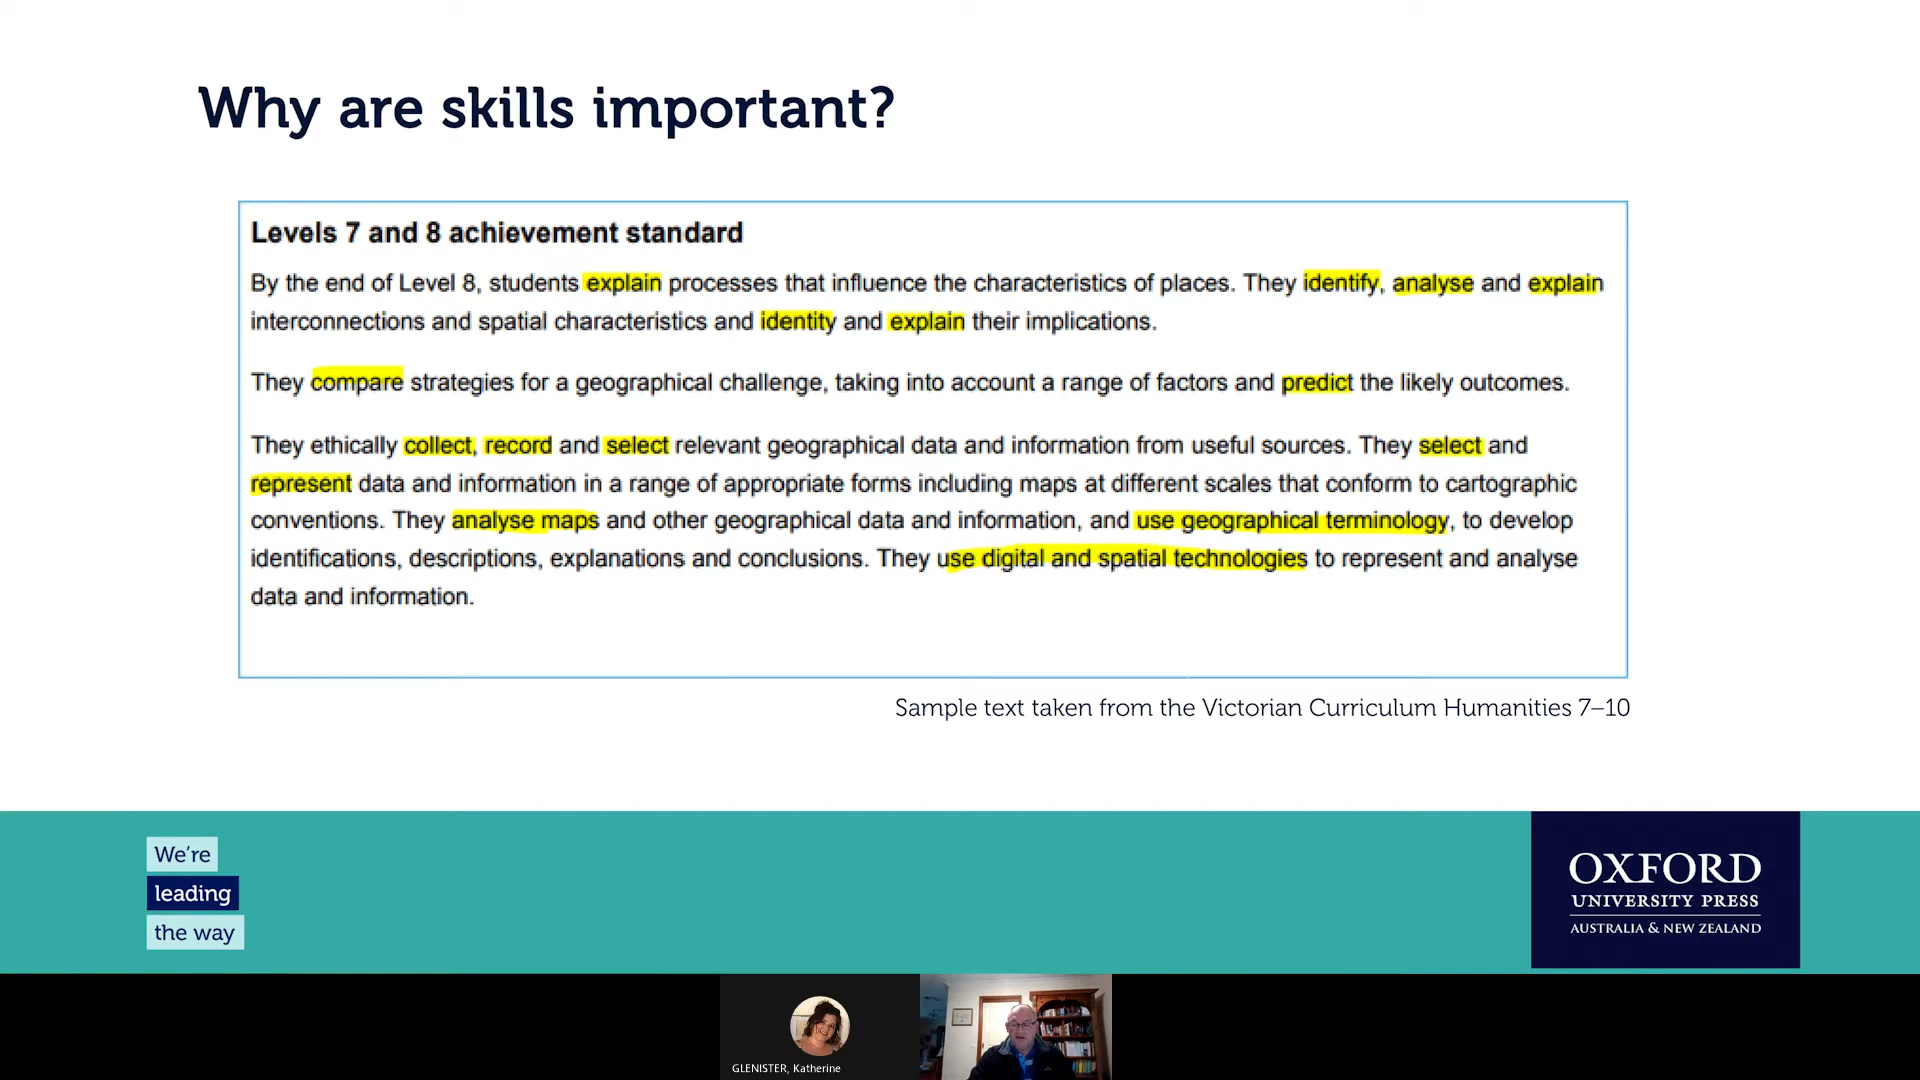 Why are skills important?
Levels 7 and 8 achievement standard
By the end of Level 8, students explain processes that influence the characteristics of places. They identify, analyse and explain
interconnections and spatial characteristics and identity and explain their implications.
They compare strategies for a geographical challenge, taking into account a range of factors and predict the likely outcomes.
They ethically collect, record and select relevant geographical data and information from useful sources. They select and
represent data and information in a range of appropriate forms including maps at different scales that conform to cartographic
conventions. They analyse maps and other geographical data and information, and use geographical terminology, to develop
identifications, descriptions, explanations and conclusions. They use digital and spatial technologies to represent and analyse
data and information.
Sample text taken from the Victorian Curriculum Humanities 7–10
We're
leading
the way
OXFORD
UNIVERSITY PRESS
AUSTRALIA & NEW ZEALAND
GLENISTER, Katherine